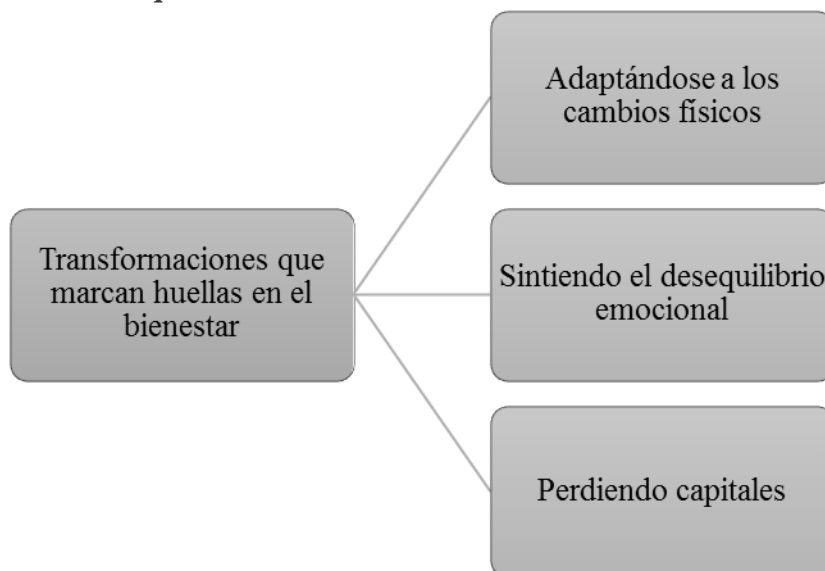 Transformaciones que
marcan huellas en el
bienestar
Adaptándose a los
cambios físicos
Sintiendo el desequilibrio
emocional
Perdiendo capitales